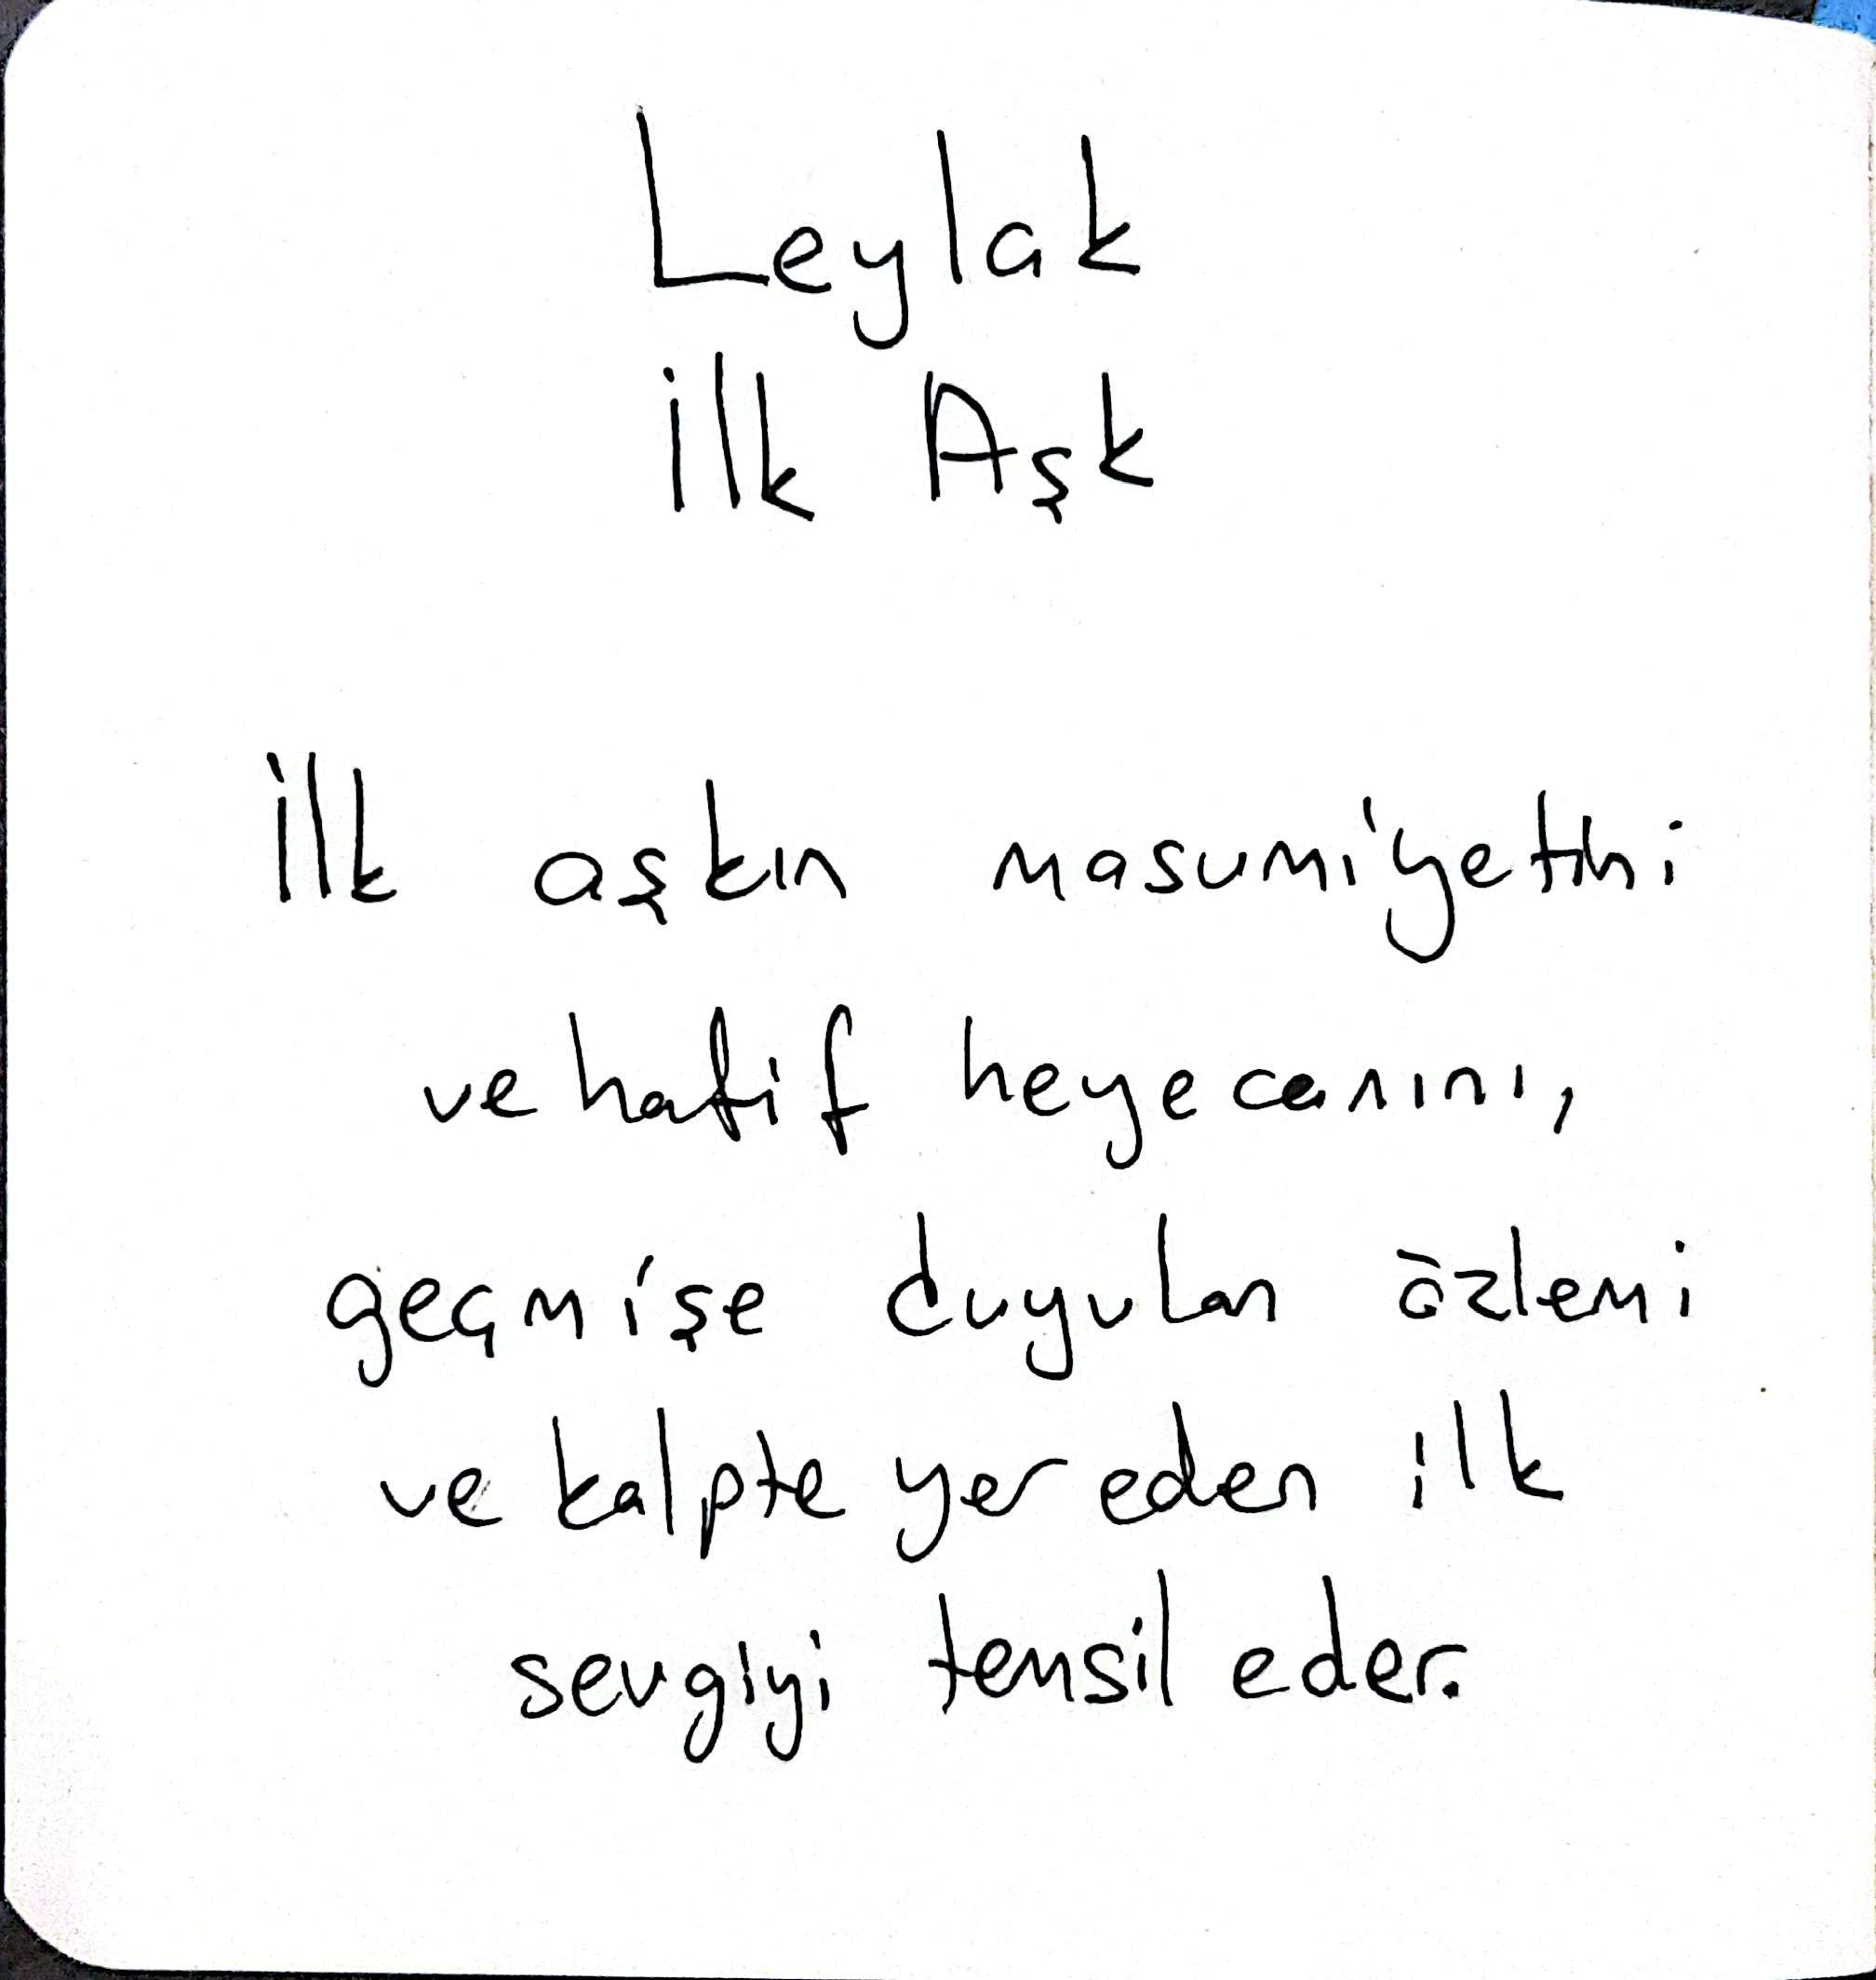 Leylak
İlk Aşk
İlk aşkın masumiyetini
ve hafif heyecanını,
geçmişe duyulan özlemi
ve kalpte yer eden ilk
sevgiyi temsil eder.